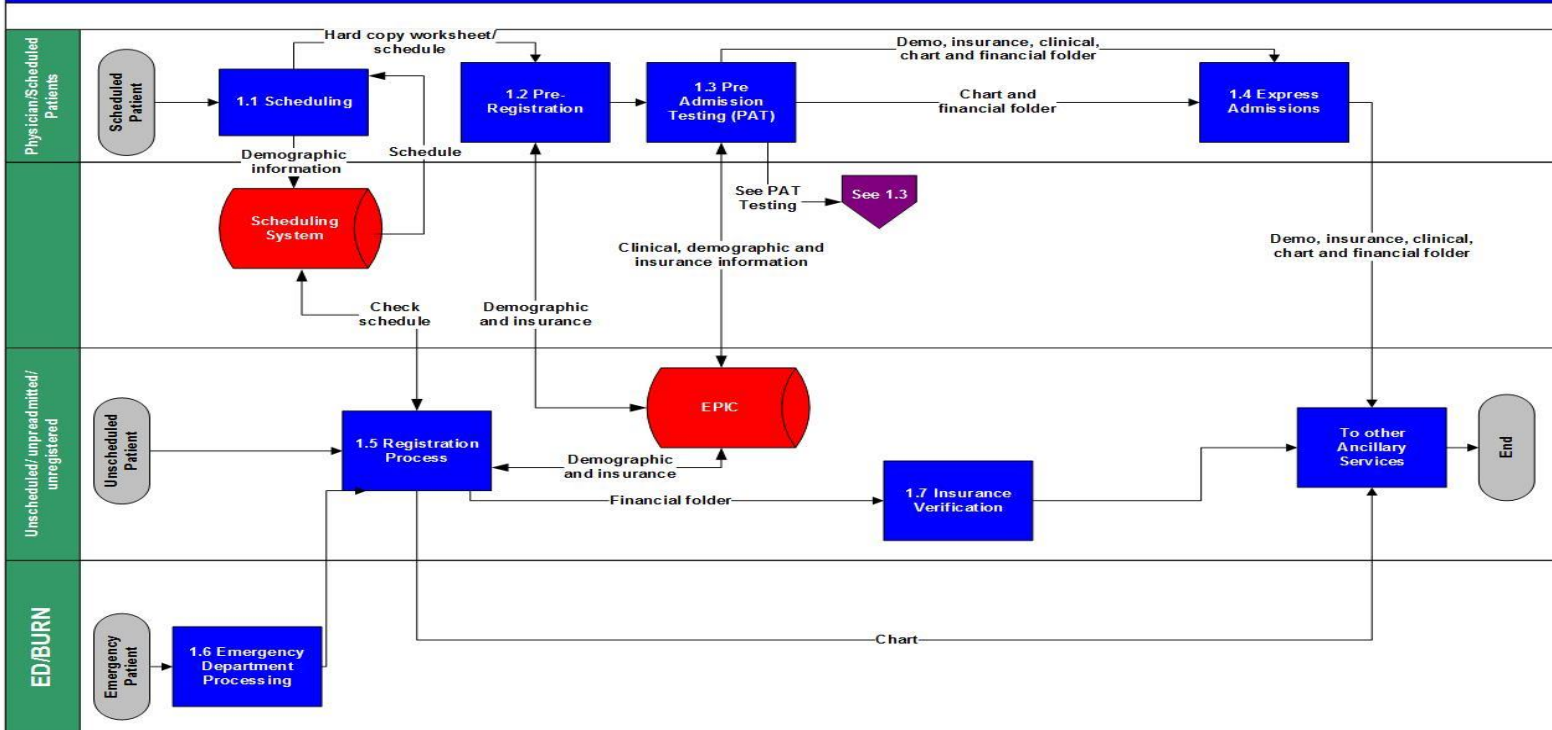 Physician/Scheduled
Patients
Scheduled
Patient
1.1 Scheduling
Hard copy worksheet/
schedule
1.2 Pre-
Registration
1.3 Pre
Admission
Testing (PAT)
Demo, insurance, clinical,
chart and financial folder
Chart and
financial folder
1.4 Express
Admissions
Demographic
information
Schedule
Scheduling
System
See PAT
Testing
See 1.3
Clinical, demographic and
insurance information
Demo, insurance, clinical,
chart and financial folder
Check
schedule
Demographic
and insurance
Unscheduled/ unpreadmitted/
unregistered
Unscheduled
Patient
1.5 Registration
Process
EPIC
Demographic
and insurance
Financial folder
1.7 Insurance
Verification
To other
Ancillary
Services
End
ED/BURN
Emergency
Patient
1.6 Emergency
Department
Processing
Chart